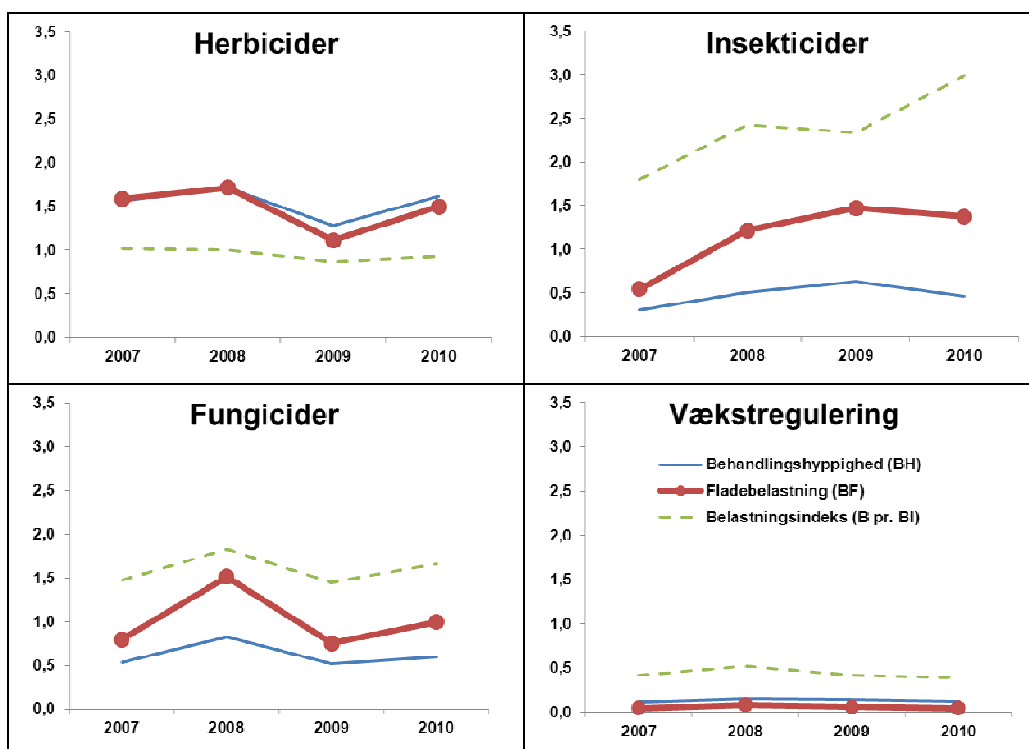 Herbicider
3,5
3,0
2,5
2,0
1,5
1,0
0,5
0,0
2007 2008 2009 2010
Insekticider
3,5
3,0
2,5
2,0
1,5
1,0
0,5
0,0
2007 2008 2009 2010
Fungicider
3,5
3,0
2,5
2,0
1,5
1,0
0,5
0,0
2007 2008 2009 2010
Vækstregulering
3,5
3,0
2,5
2,0
1,5
1,0
0,5
0,0
Behandlingshyppighed (BH)
Fladebelastning (BF)
Belastningsindeks (B pr. BI)
2007 2008 2009 2010